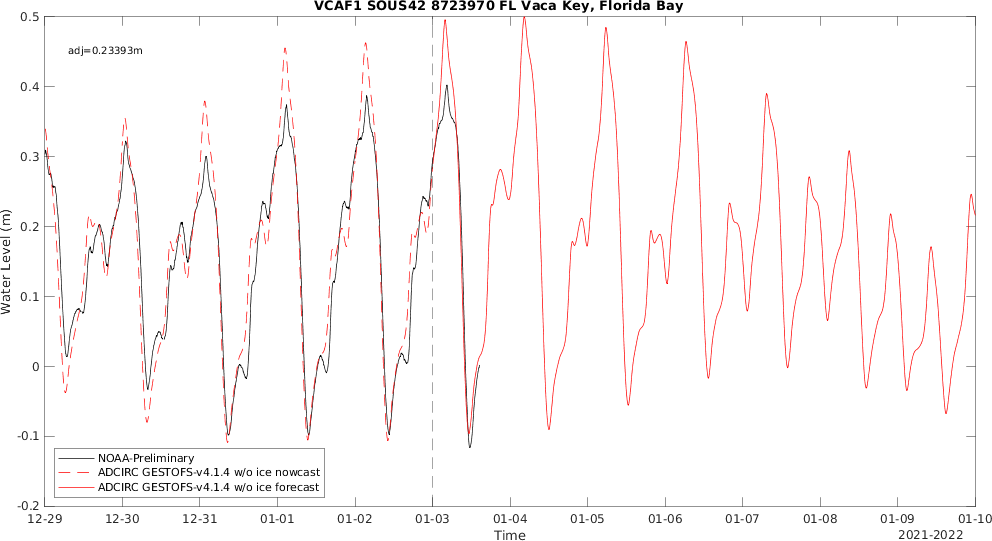 VCAF1 SOUS42 8723970 FL Vaca Key, Florida Bay
adj=0.23393m
Water Level (m)
0.5
0.4
0.3
0.2
0.1
0
-0.1
-0.2
NOAA-Preliminary
ADCIRC GESTOFS-v4.1.4 w/o ice nowcast
ADCIRC GESTOFS-v4.1.4 w/o ice forecast
12-29 12-30 12-31 01-01 01-02 01-03 01-04 01-05 01-06 01-07 01-08 01-09 01-10
Time
2021-2022